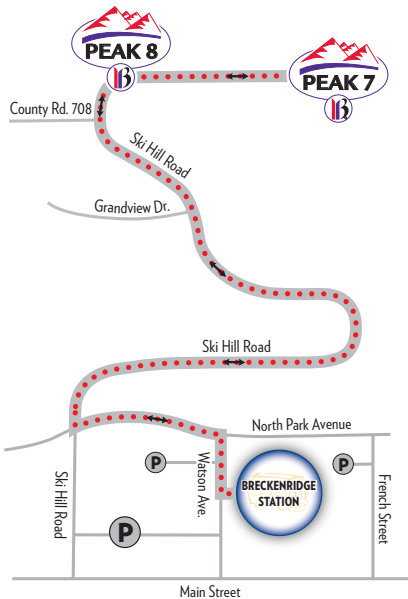 PEAK 8
B
PEAK 7
B
County Rd. 708
Ski Hill Road
Grandview Dr.
Ski Hill Road
North Park Avenue
P
P
Watson Ave.
BRECKENRIDGE
STATION
Ski Hill Road
French Street
P
Main Street